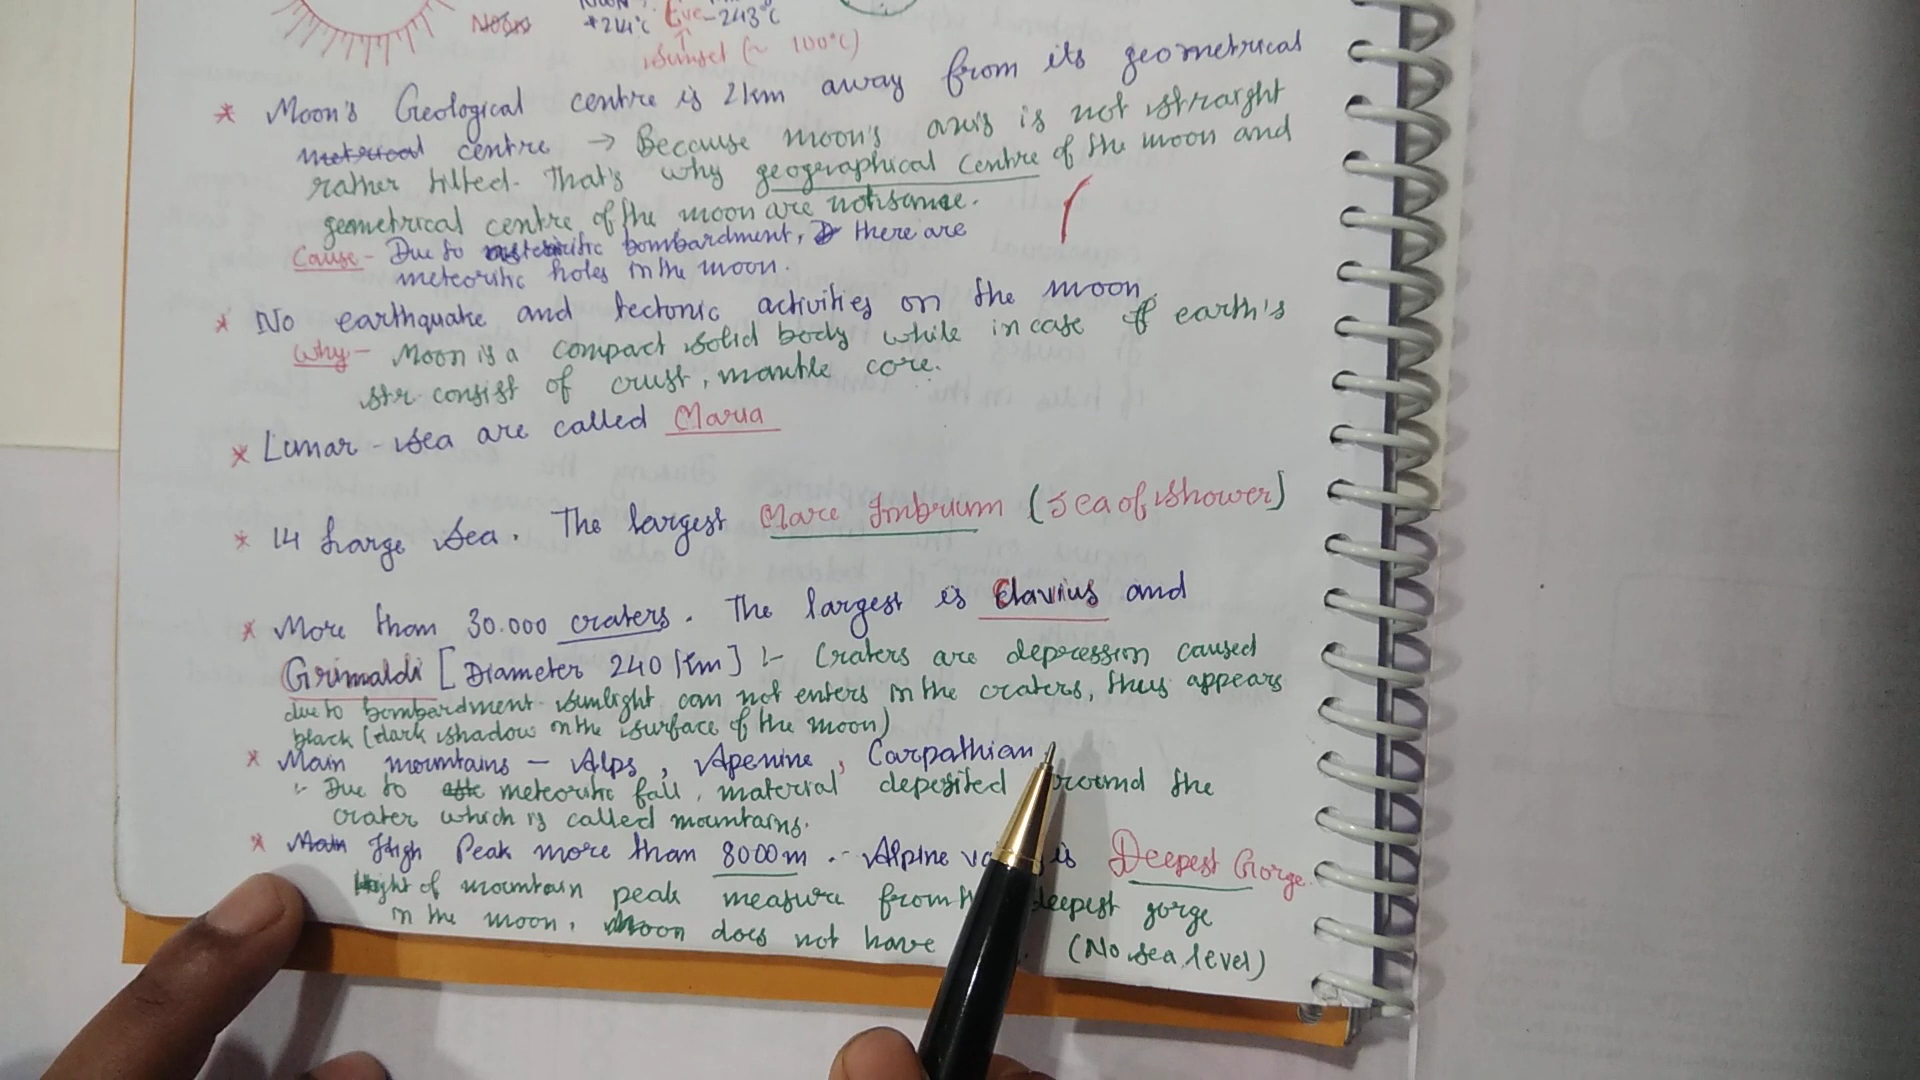 Noon
+214°C Eve -243°C
Sunset (~ 100°C)
* Moon's Geological centre is 2km away from its geometrical
metrical centre → Because moon's axis is not straight
rather tilted. That's why geographical centre of the moon and
geometrical centre of the moon are not same.
Cause - Due to bombardment, there are
meteoritic holes in the moon.
* No earthquake and tectonic activities on the moon.
Why - Moon is a compact solid body while in case of earth's
str. consist of crust, mantle core.
* Lunar - sea are called Maria
* 14 large sea. The largest Mare Imbrium (Sea of shower)
* More than 30.000 craters. The largest is Clavius and
Grimaldi [Diameter 240 km] :- Craters are depression caused
due to bombardment. sunlight can not enters in the craters, thus appears
black (dark shadow on the surface of the moon)
* Main mountains - Alps, Apenine, Carpathian
:- Due to meteoritic fall, material deposited around the
crater which is called mountains.
* Main High Peak more than 8000m .- Alpine is Deepest Gorge.
Hight of mountain peak measure from deepest gorge
in the moon, Moon does not have (No sea level)